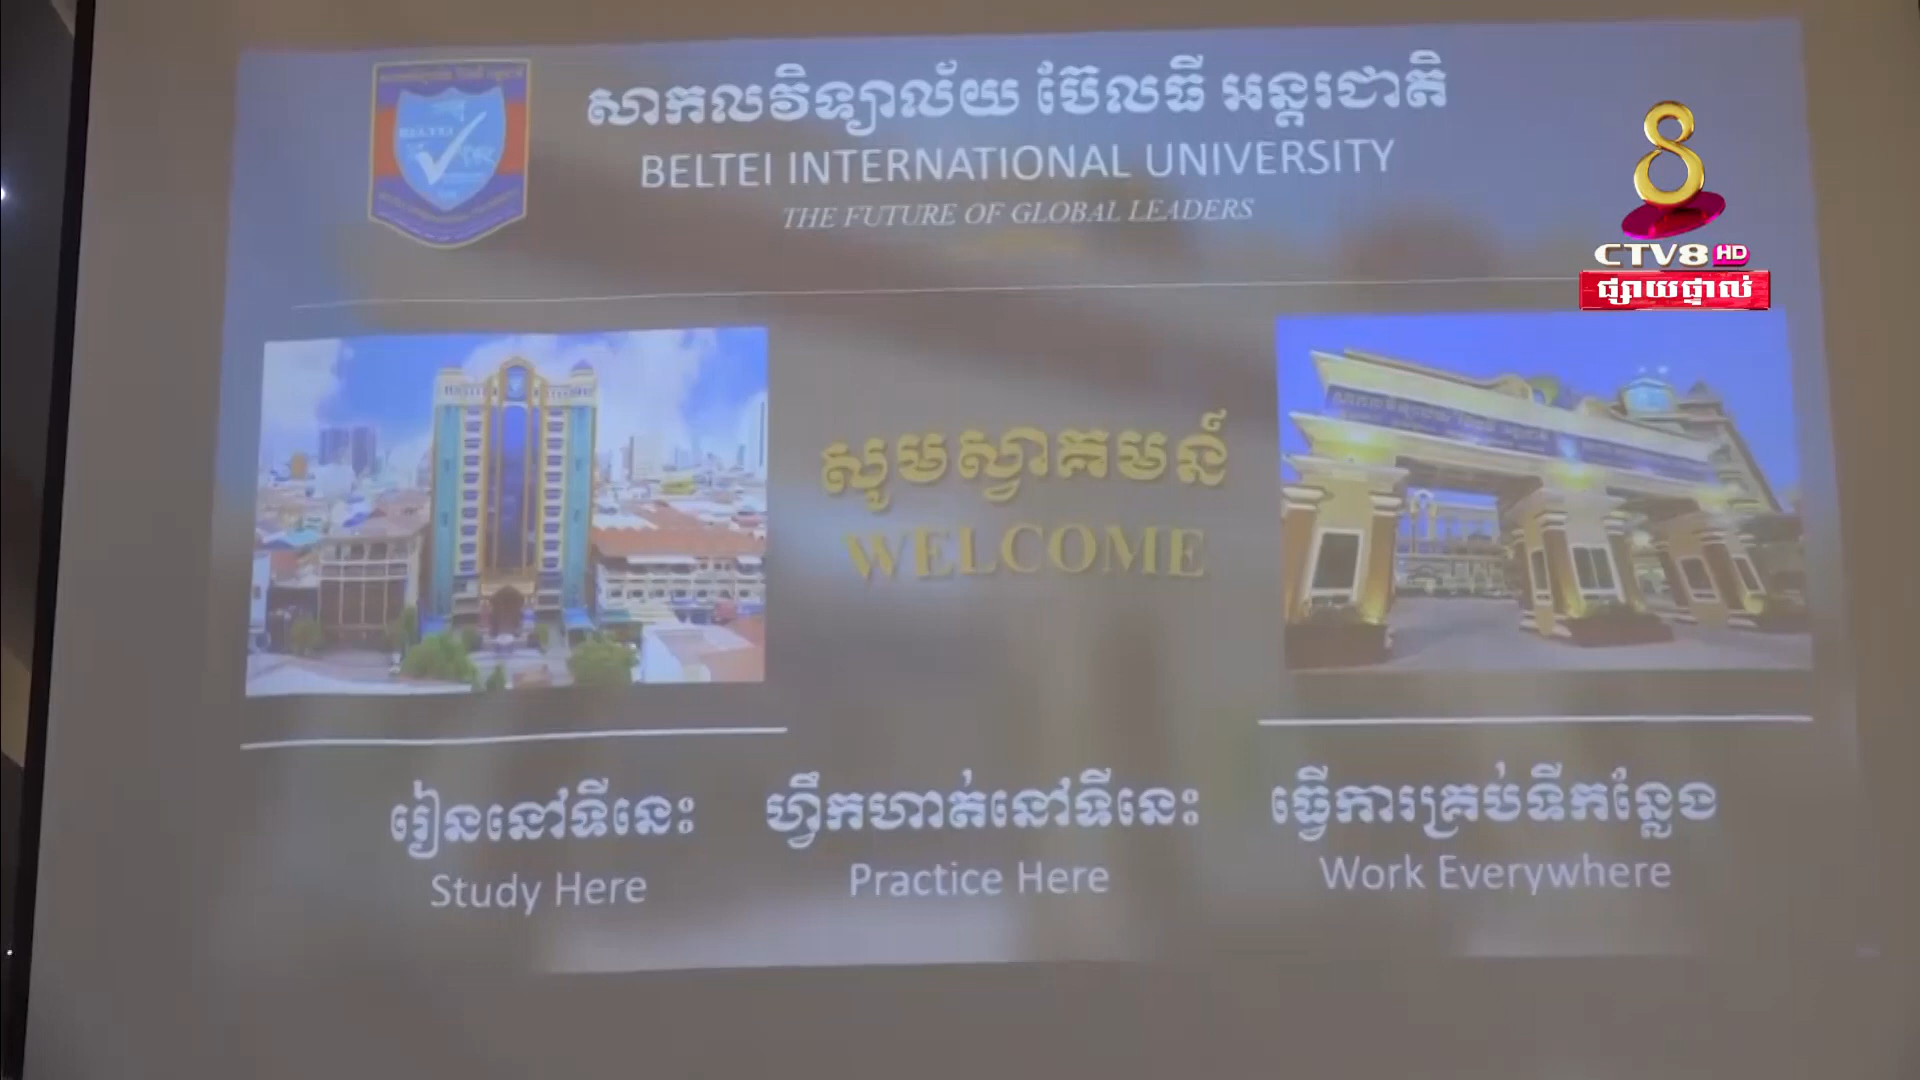 សាកលវិទ្យាល័យ ប៊ែលធី អន្តរជាតិ
BELTEI INTERNATIONAL UNIVERSITY
THE FUTURE OF GLOBAL LEADERS
BELTEI
CTV8 HD
ផ្សាយផ្ទាល់
សូមស្វាគមន៍
WELCOME
រៀននៅទីនេះ
Study Here
ហ្វឹកហាត់នៅទីនេះ
Practice Here
ធ្វើការគ្រប់ទីកន្លែង
Work Everywhere